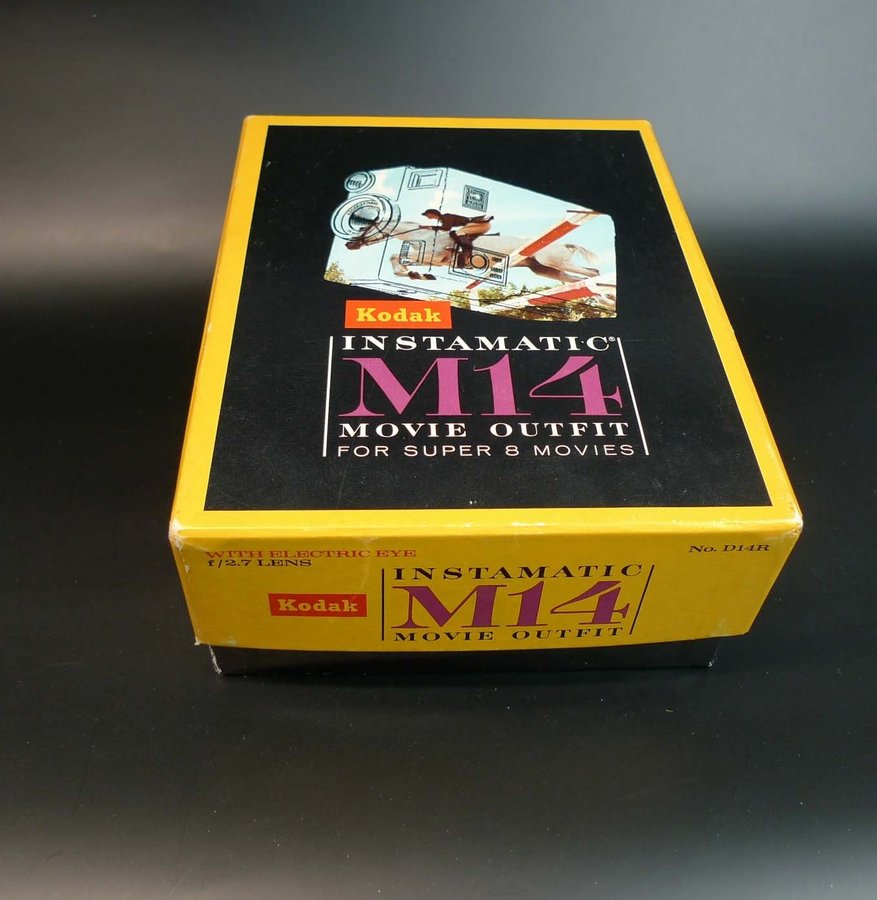 Kodak
INSTAMATIC®
M14
MOVIE OUTFIT
FOR SUPER 8 MOVIES
WITH ELECTRIC EYE
f/2.7 LENS
No. D14R
Kodak
INSTAMATIC
M14
MOVIE OUTFIT